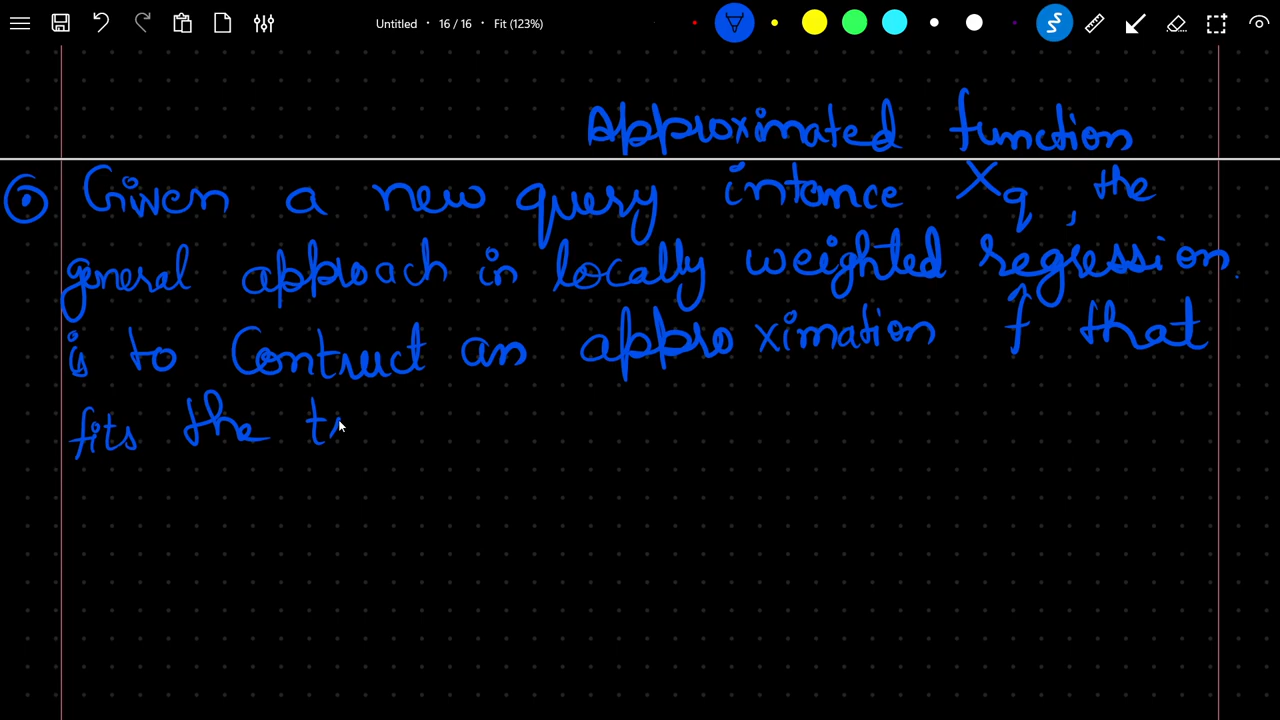 Untitled • 16 / 16 • Fit (123%)
Approximated function
Given a new query intance Xq, the
general approach in locally weighted regression.
is to Contruct an approximation f̂ that
fits the